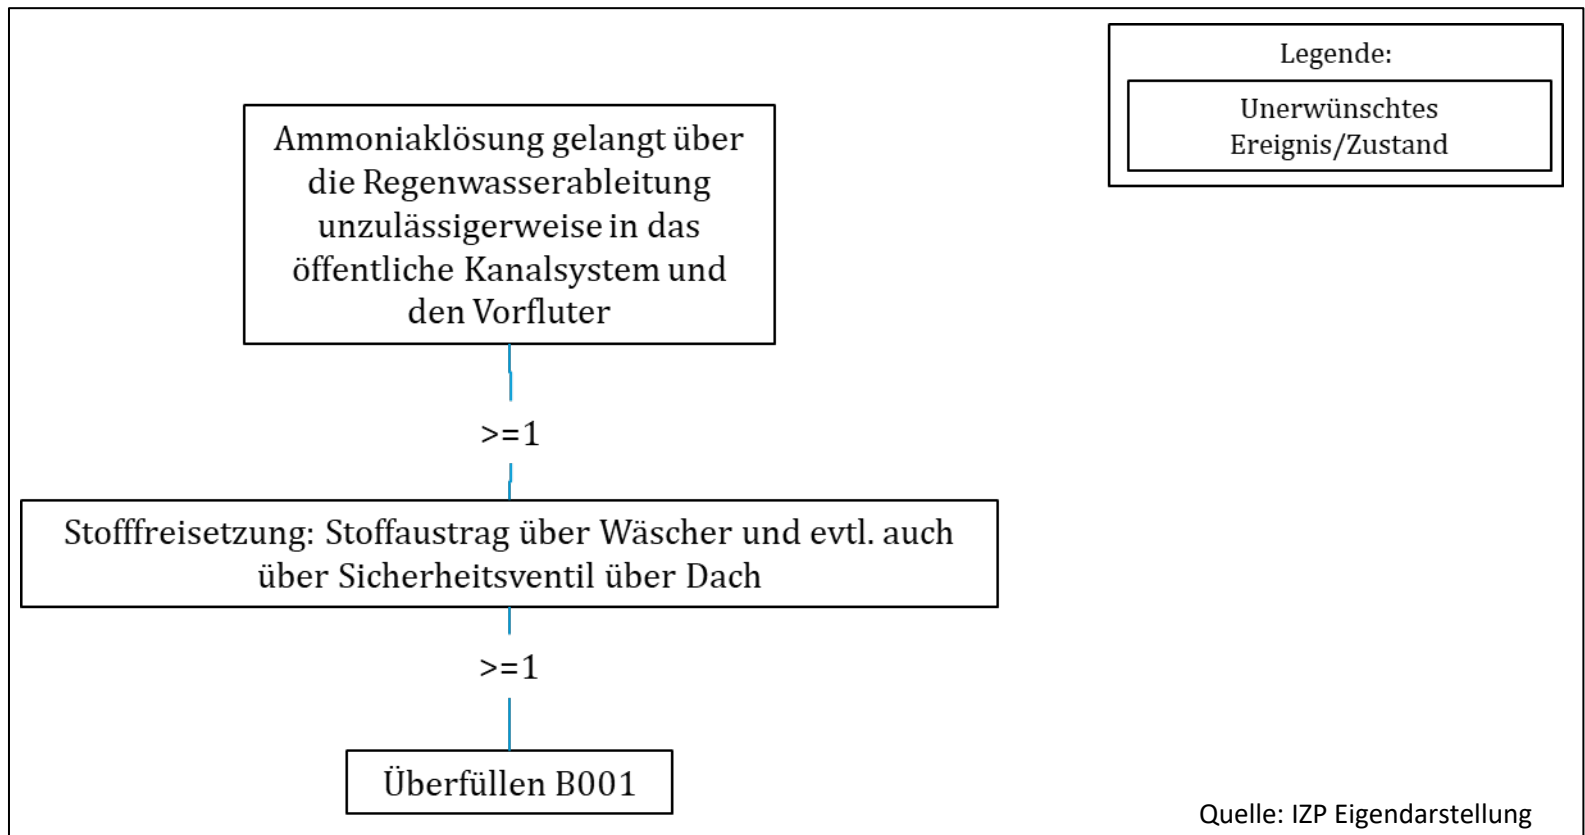 Legende:
Unerwünschtes
Ereignis/Zustand
Ammoniaklösung gelangt über
die Regenwasserableitung
unzulässigerweise in das
öffentliche Kanalsystem und
den Vorfluter
>=1
Stofffreisetzung: Stoffaustrag über Wäscher und evtl. auch
über Sicherheitsventil über Dach
>=1
Überfüllen B001
Quelle: IZP Eigendarstellung